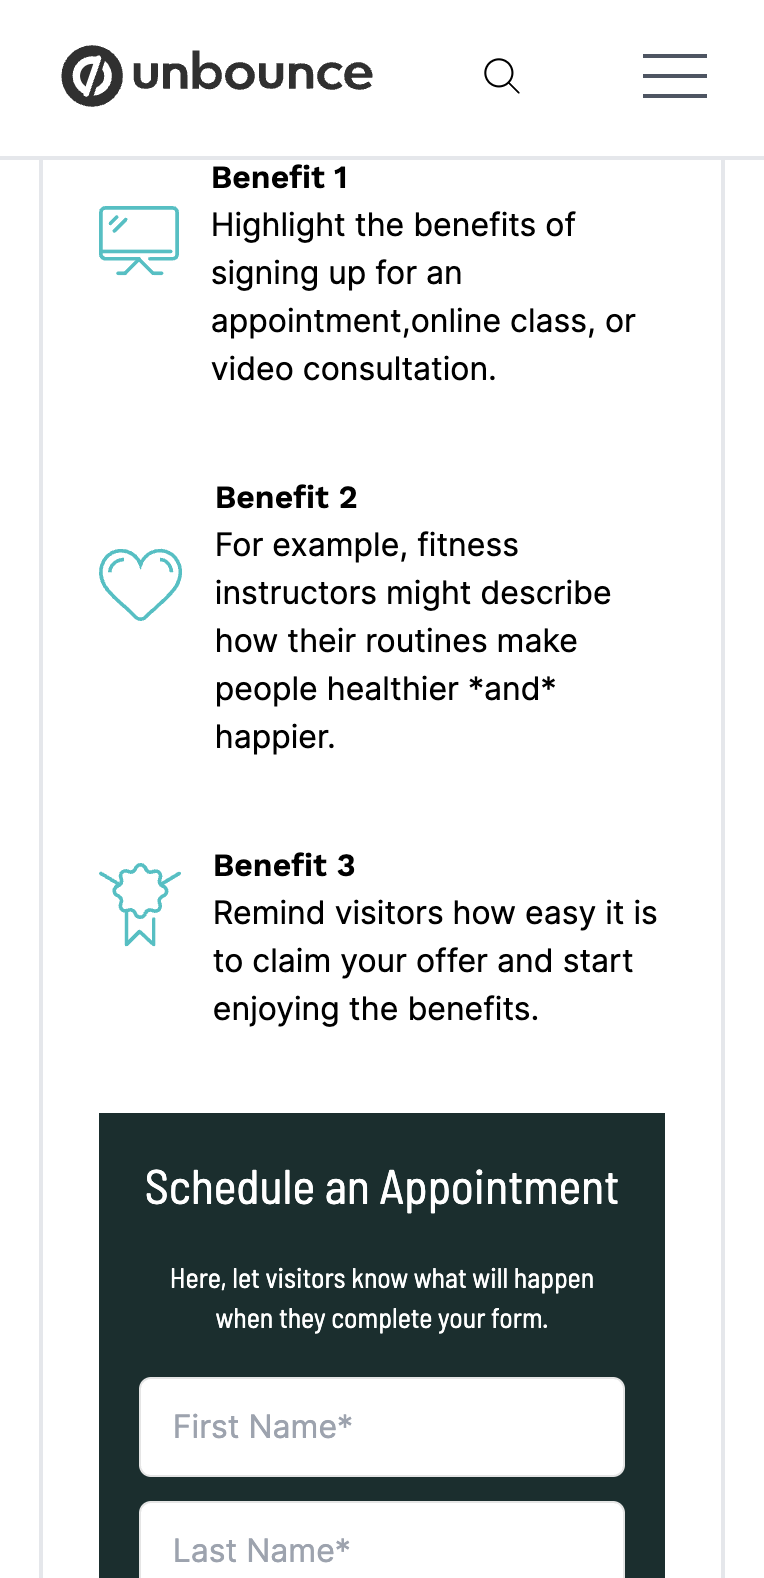 unbounce
Benefit 1
Highlight the benefits of
signing up for an
appointment,online class, or
video consultation.
Benefit 2
For example, fitness
instructors might describe
how their routines make
people healthier *and*
happier.
Benefit 3
Remind visitors how easy it is
to claim your offer and start
enjoying the benefits.
Schedule an Appointment
Here, let visitors know what will happen
when they complete your form.
First Name*
Last Name*